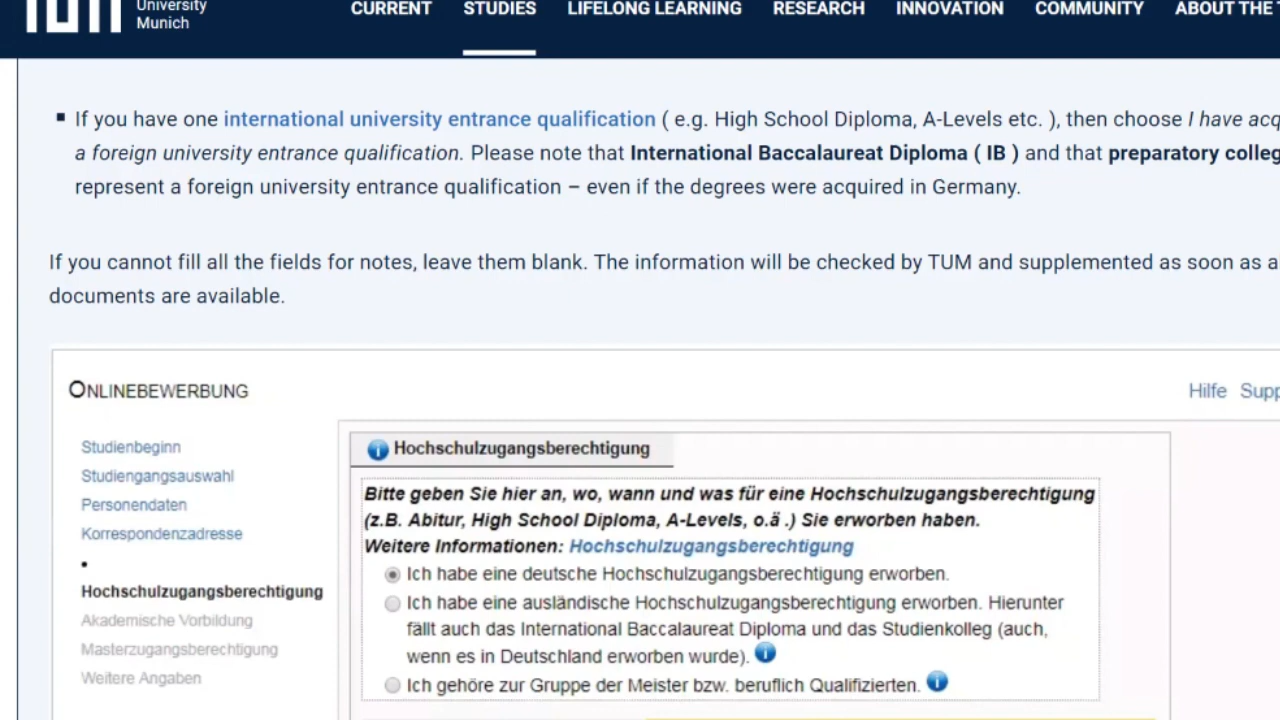 University
Munich
CURRENT STUDIES LIFELONG LEARNING RESEARCH INNOVATION COMMUNITY ABOUT THE
If you have one international university entrance qualification ( e.g. High School Diploma, A-Levels etc. ), then choose I have acq
a foreign university entrance qualification. Please note that International Baccalaureat Diploma ( IB ) and that preparatory colleg
represent a foreign university entrance qualification – even if the degrees were acquired in Germany.
If you cannot fill all the fields for notes, leave them blank. The information will be checked by TUM and supplemented as soon as a
documents are available.
ONLINEBEWERBUNG
Hilfe Supp
Studienbeginn
Studiengangsauswahl
Personendaten
Korrespondenzadresse
Hochschulzugangsberechtigung
Akademische Vorbildung
Masterzugangsberechtigung
Weitere Angaben
Hochschulzugangsberechtigung
Bitte geben Sie hier an, wo, wann und was für eine Hochschulzugangsberechtigung
(z.B. Abitur, High School Diploma, A-Levels, o.ä .) Sie erworben haben.
Weitere Informationen: Hochschulzugangsberechtigung
Ich habe eine deutsche Hochschulzugangsberechtigung erworben.
Ich habe eine ausländische Hochschulzugangsberechtigung erworben. Hierunter
fällt auch das International Baccalaureat Diploma und das Studienkolleg (auch,
wenn es in Deutschland erworben wurde).
Ich gehöre zur Gruppe der Meister bzw. beruflich Qualifizierten.